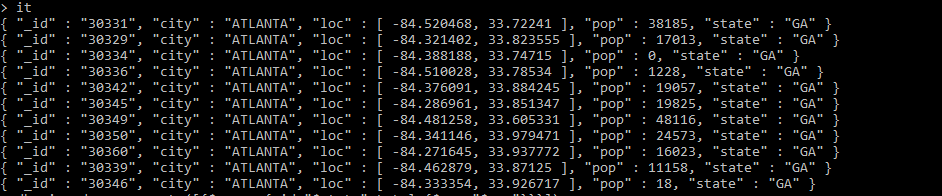 > it
{ "_id" : "30331", "city" : "ATLANTA", "loc" : [ -84.520468, 33.72241 ], "pop" : 38185, "state" : "GA" }
{ "_id" : "30329", "city" : "ATLANTA", "loc" : [ -84.321402, 33.823555 ], "pop" : 17013, "state" : "GA" }
{ "_id" : "30334", "city" : "ATLANTA", "loc" : [ -84.388188, 33.74715 ], "pop" : 0, "state" : "GA" }
{ "_id" : "30336", "city" : "ATLANTA", "loc" : [ -84.510028, 33.78534 ], "pop" : 1228, "state" : "GA" }
{ "_id" : "30342", "city" : "ATLANTA", "loc" : [ -84.376091, 33.884245 ], "pop" : 19057, "state" : "GA" }
{ "_id" : "30345", "city" : "ATLANTA", "loc" : [ -84.286961, 33.851347 ], "pop" : 19825, "state" : "GA" }
{ "_id" : "30349", "city" : "ATLANTA", "loc" : [ -84.481258, 33.605331 ], "pop" : 48116, "state" : "GA" }
{ "_id" : "30350", "city" : "ATLANTA", "loc" : [ -84.341146, 33.979471 ], "pop" : 24573, "state" : "GA" }
{ "_id" : "30360", "city" : "ATLANTA", "loc" : [ -84.271645, 33.937772 ], "pop" : 16023, "state" : "GA" }
{ "_id" : "30339", "city" : "ATLANTA", "loc" : [ -84.462879, 33.87125 ], "pop" : 11158, "state" : "GA" }
{ "_id" : "30346", "city" : "ATLANTA", "loc" : [ -84.333354, 33.926717 ], "pop" : 18, "state" : "GA" }